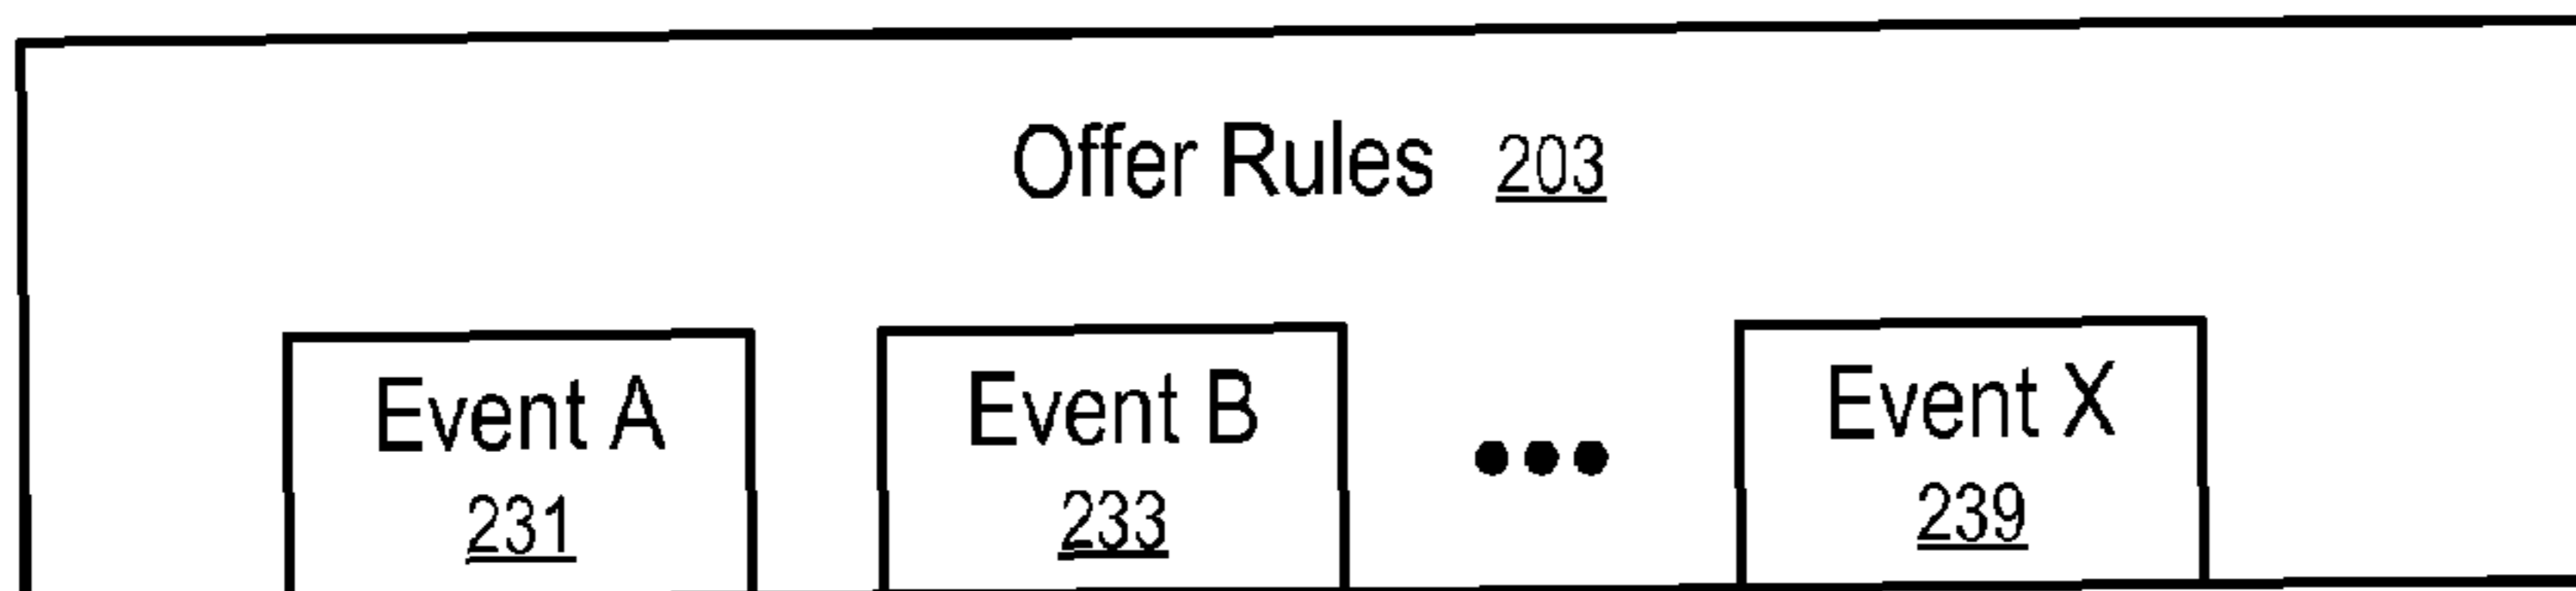 Offer Rules 203
Event A
231
Event B
233
•••
Event X
239